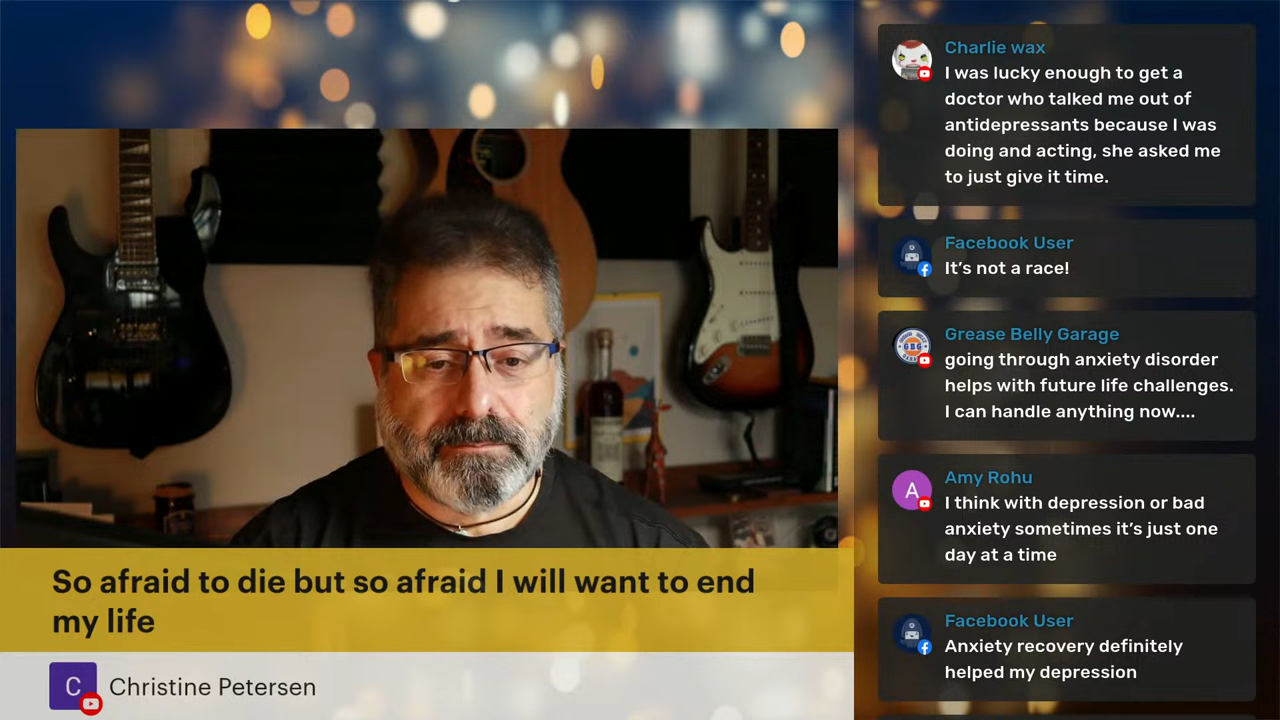 Charlie wax
I was lucky enough to get a
doctor who talked me out of
antidepressants because I was
doing and acting, she asked me
to just give it time.
Facebook User
It’s not a race!
Grease Belly Garage
going through anxiety disorder
helps with future life challenges.
I can handle anything now....
A
Amy Rohu
I think with depression or bad
anxiety sometimes it’s just one
day at a time
Facebook User
Anxiety recovery definitely
helped my depression
So afraid to die but so afraid I will want to end
my life
C
Christine Petersen